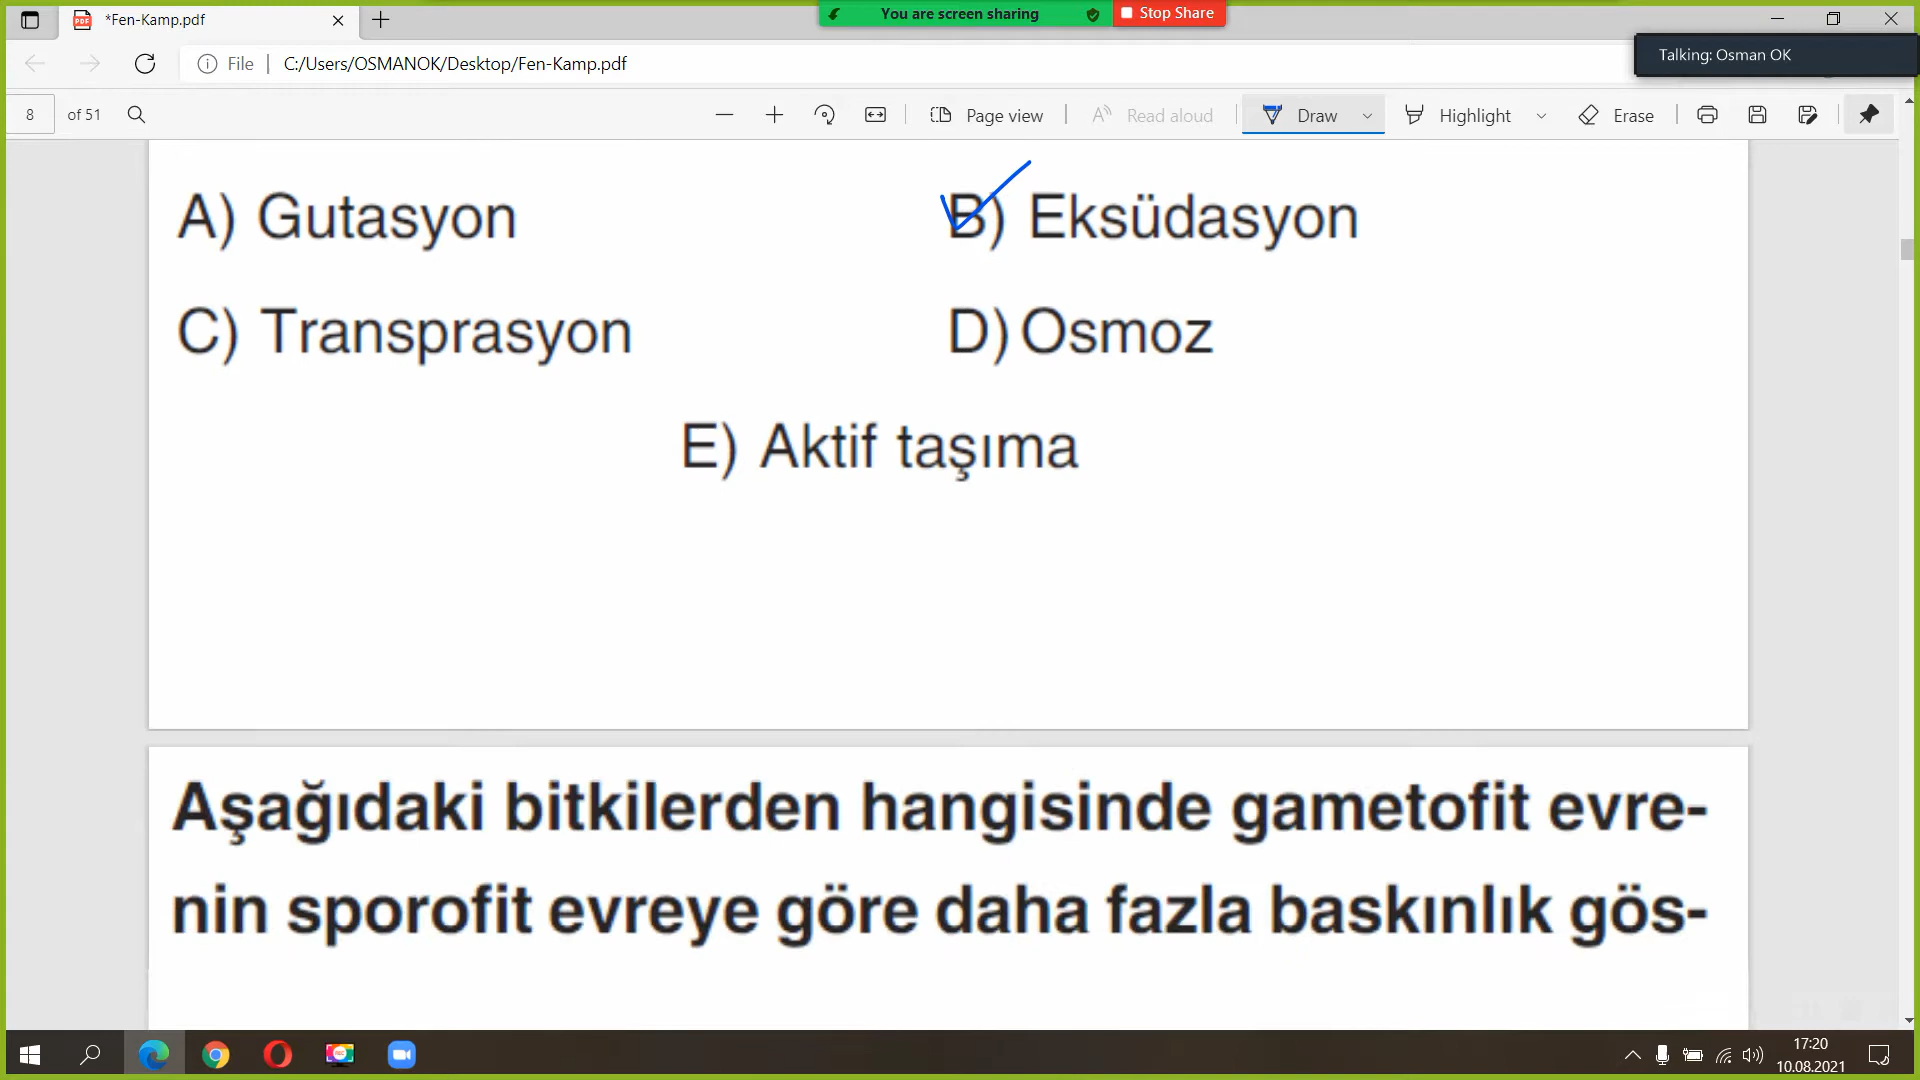 *Fen-Kamp.pdf
You are screen sharing
Stop Share
Talking: Osman OK
File
C:/Users/OSMANOK/Desktop/Fen-Kamp.pdf
8 of 51
Page view
Read aloud
Draw
Highlight
Erase
A) Gutasyon
B) Eksüdasyon
C) Transprasyon
D) Osmoz
E) Aktif taşıma
Aşağıdaki bitkilerden hangisinde gametofit evre-
nin sporofit evreye göre daha fazla baskınlık gös-
17:20
10.08.2021